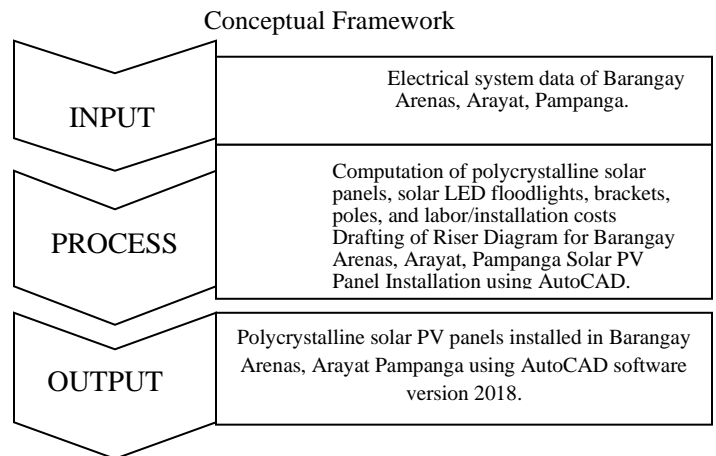 Conceptual Framework
INPUT
Electrical system data of Barangay
Arenas, Arayat, Pampanga.
PROCESS
Computation of polycrystalline solar
panels, solar LED floodlights, brackets,
poles, and labor/installation costs
Drafting of Riser Diagram for Barangay
Arenas, Arayat, Pampanga Solar PV
Panel Installation using AutoCAD.
OUTPUT
Polycrystalline solar PV panels installed in Barangay
Arenas, Arayat Pampanga using AutoCAD software
version 2018.